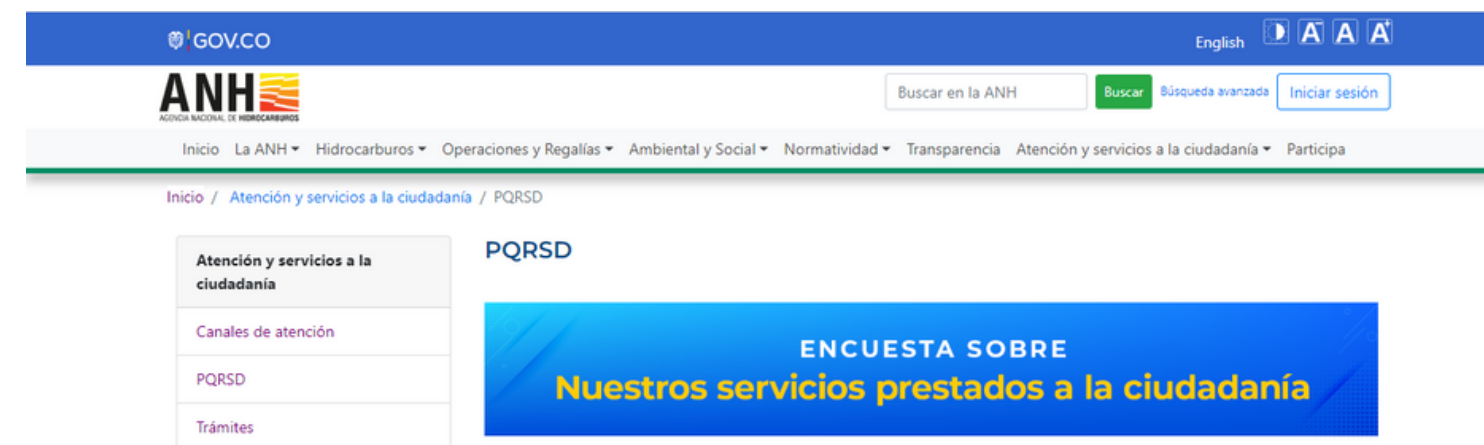 GOV.CO
English A- A A+
ANH
AGENCIA NACIONAL DE HIDROCARBUROS
Buscar en la ANH Buscar Búsqueda avanzada Iniciar sesión
Inicio La ANH Hidrocarburos Operaciones y Regalías Ambiental y Social Normatividad Transparencia Atención y servicios a la ciudadanía Participa
Inicio / Atención y servicios a la ciudadanía / PQRSD
Atención y servicios a la
ciudadanía
Canales de atención
PQRSD
Trámites
PQRSD
ENCUESTA SOBRE
Nuestros servicios prestados a la ciudadanía